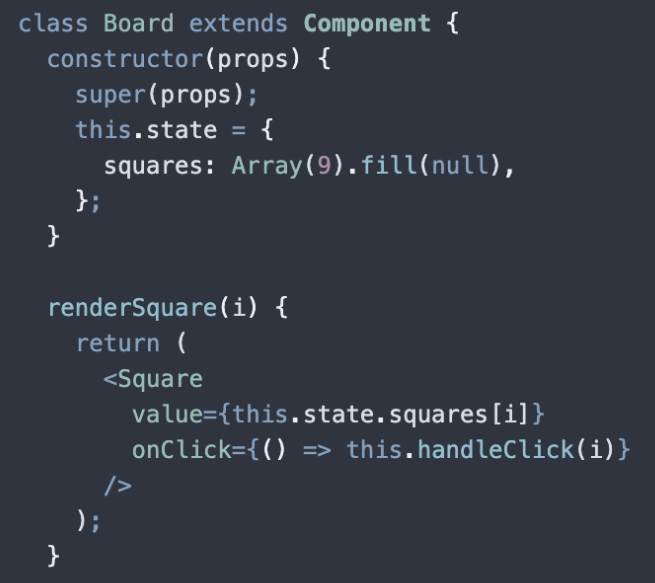 class Board extends Component {
  constructor(props) {
    super(props);
    this.state = {
      squares: Array(9).fill(null),
    };
  }

  renderSquare(i) {
    return (
      <Square
        value={this.state.squares[i]}
        onClick={() => this.handleClick(i)}
      />
    );
  }